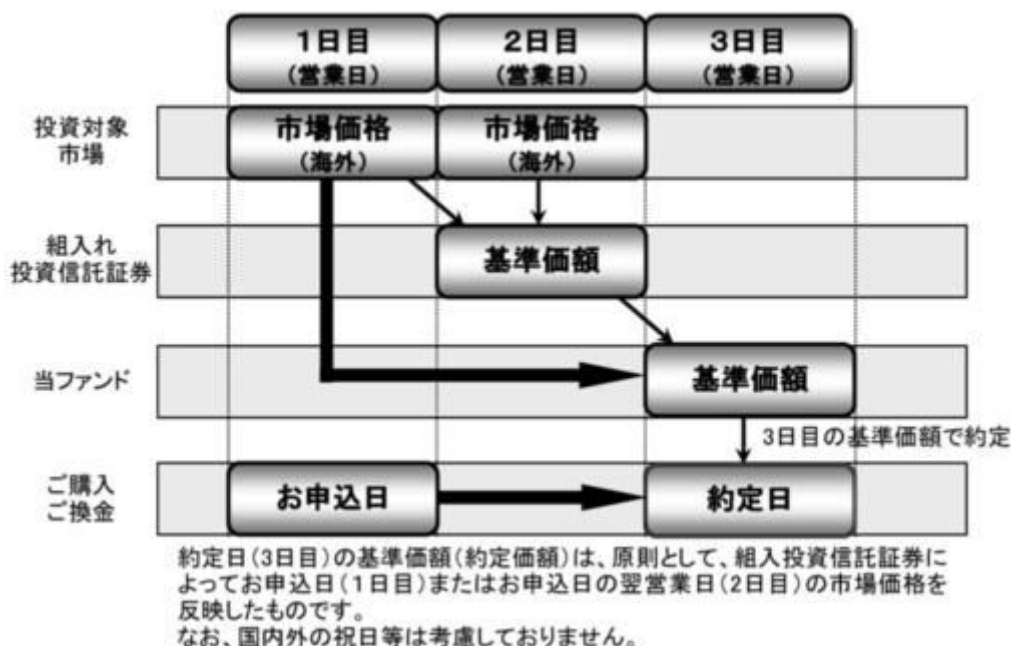 1日目 2日目 3日目
(営業日) (営業日) (営業日)
投資対象
市場
市場価格 市場価格
(海外) (海外)
組入れ
投資信託証券
基準価額
当ファンド
基準価額
3日目の基準価額で約定
ご購入
ご換金
お申込日
約定日
約定日(3日目)の基準価額(約定価額)は、原則として、組入投資信託証券に
よってお申込日(1日目)またはお申込日の翌営業日(2日目)の市場価格を
反映したものです。
なお、国内外の祝日等は考慮しておりません。